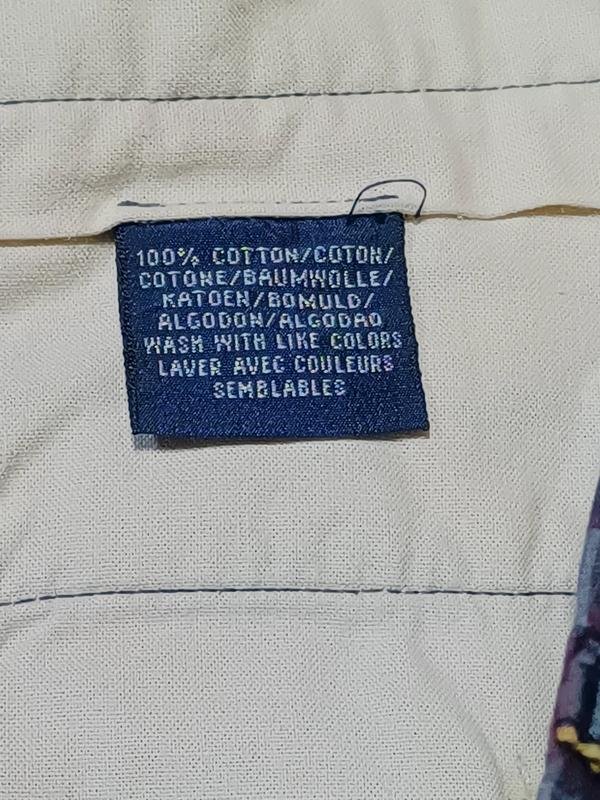 100% COTTON/COTON/
COTONE/BAUMWOLLE/
KATOEN/BOMULD/
ALGODON/ALGODAO
WASH WITH LIKE COLORS
LAVER AVEC COULEURS
SEMBLABLES